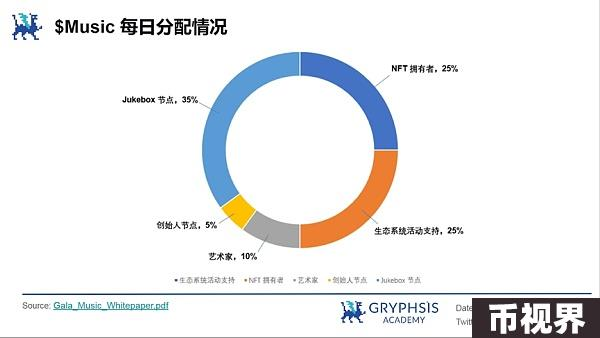 $Music 每日分配情况
NFT 拥有者，25%
Jukebox 节点，35%
创始人节点，5%
生态系统活动支持，25%
艺术家，10%
生态系统活动支持 NFT 拥有者 艺术家 创始人节点 Jukebox 节点
Source: Gala_Music_Whitepaper.pdf
GRYPHSIS
ACADEMY
Date
Twit
币视界